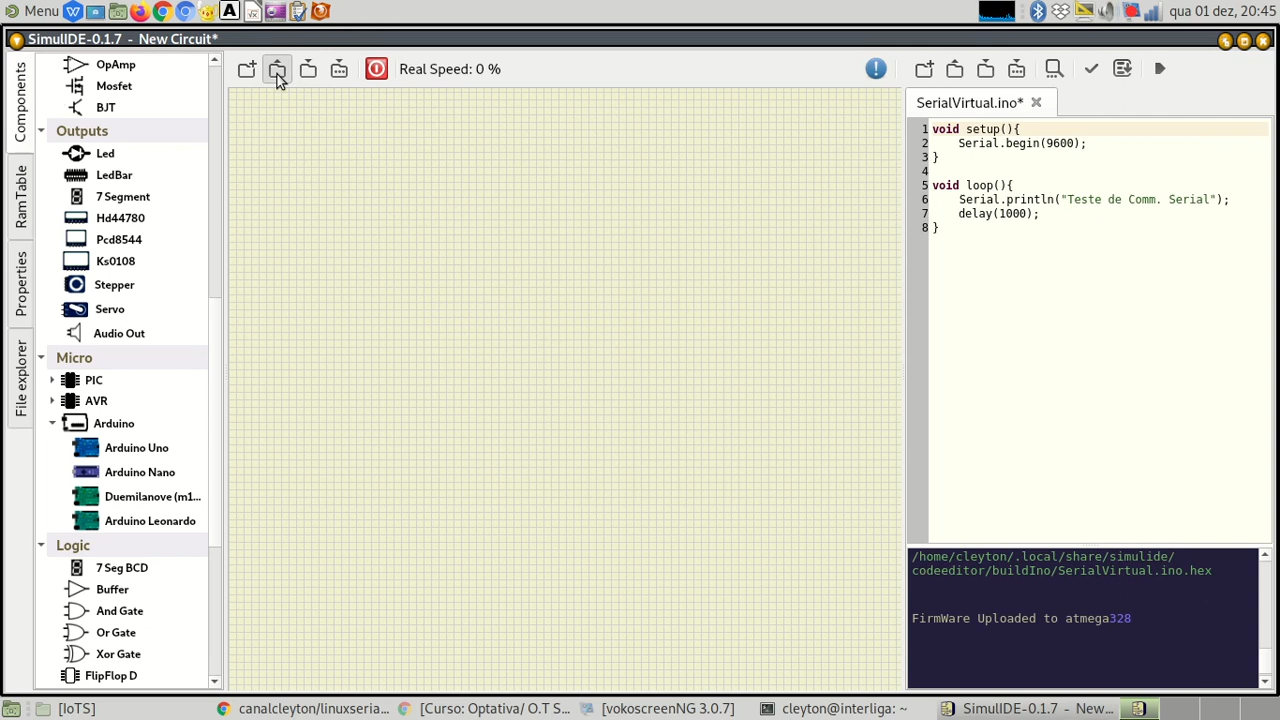 Menu
qua 01 dez, 20:45
SimulIDE-0.1.7 - New Circuit*
Components
Ram Table
Properties
File explorer
OpAmp
Mosfet
BJT
Outputs
Led
LedBar
7 Segment
Hd44780
Pcd8544
Ks0108
Stepper
Servo
Audio Out
Micro
PIC
AVR
Arduino
Arduino Uno
Arduino Nano
Duemilanove (m1...
Arduino Leonardo
Logic
7 Seg BCD
Buffer
And Gate
Or Gate
Xor Gate
FlipFlop D
Real Speed: 0 %
SerialVirtual.ino*
1 void setup(){
2 Serial.begin(9600);
3 }
4
5 void loop(){
6 Serial.println("Teste de Comm. Serial");
7 delay(1000);
8 }
/home/cleyton/.local/share/simulide/
codeeditor/buildIno/SerialVirtual.ino.hex
FirmWare Uploaded to atmega328
[IoTS]
canalcleyton/linuxseria...
[Curso: Optativa/ O.T S...
[vokoscreenNG 3.0.7]
cleyton@interliga: ~
SimulIDE-0.1.7 - New...